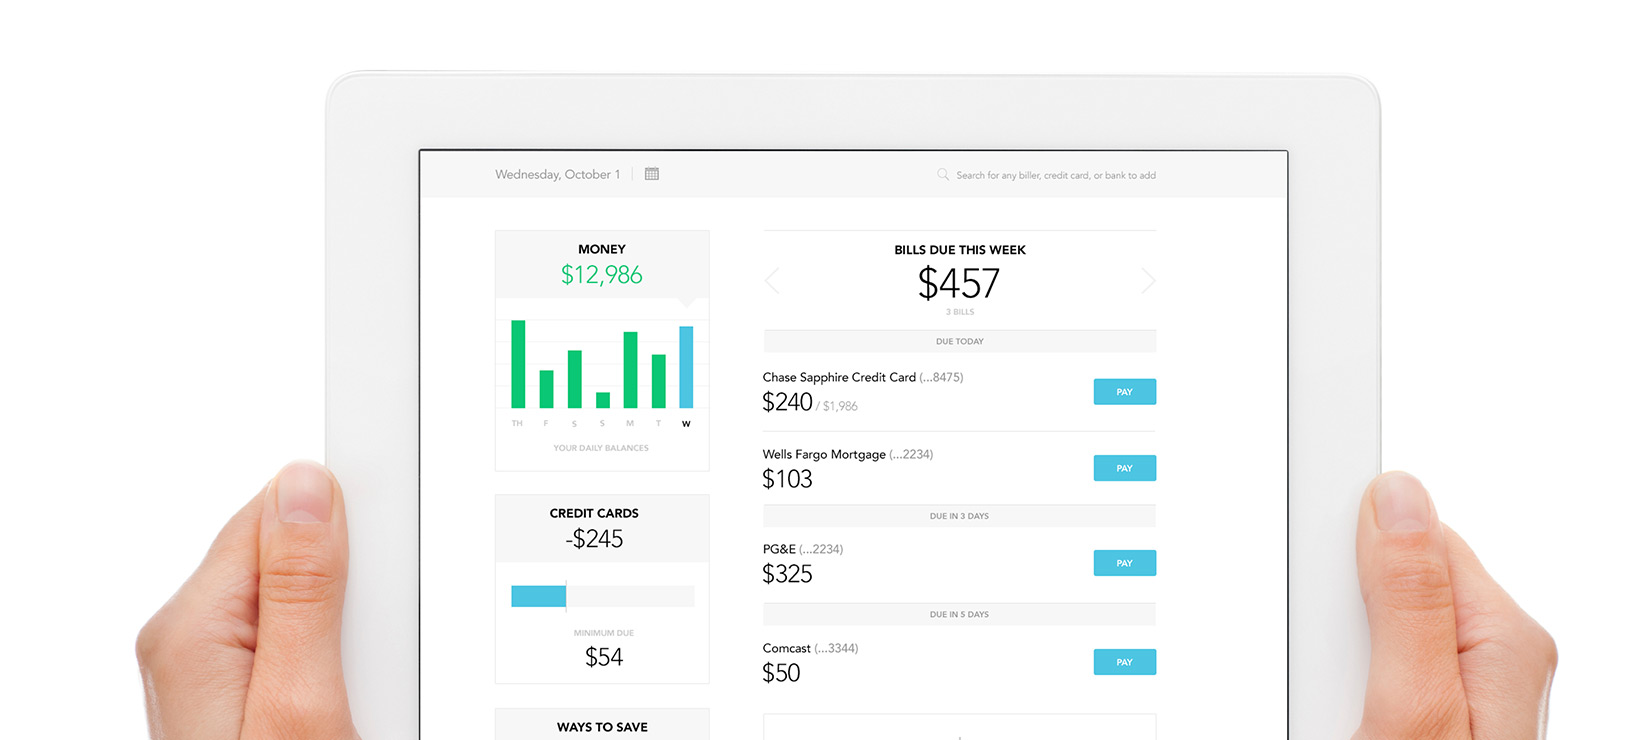 Wednesday, October 1
Search for any biller, credit card, or bank to add
MONEY
$12,986
TH F S S M T W
YOUR DAILY BALANCES
CREDIT CARDS
-$245
MINIMUM DUE
$54
WAYS TO SAVE
BILLS DUE THIS WEEK
$457
3 BILLS
DUE TODAY
Chase Sapphire Credit Card (...8475)
$240 / $1,986
PAY
Wells Fargo Mortgage (...2234)
$103
PAY
DUE IN 3 DAYS
PG&E (...2234)
$325
PAY
DUE IN 5 DAYS
Comcast (...3344)
$50
PAY